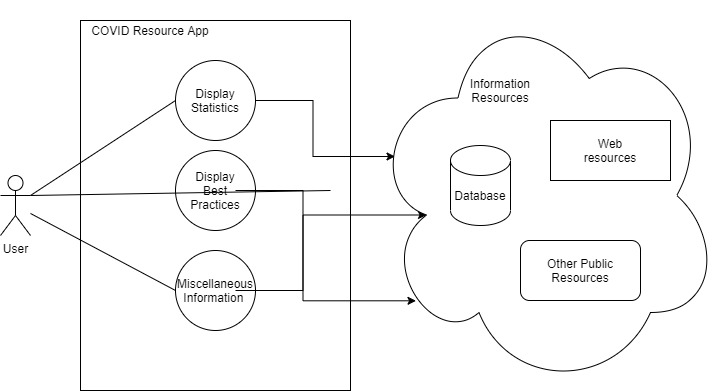 COVID Resource App
Display
Statistics
Display
Best
Practices
Miscellaneous
Information
User
Information
Resources
Web
resources
Database
Other Public
Resources